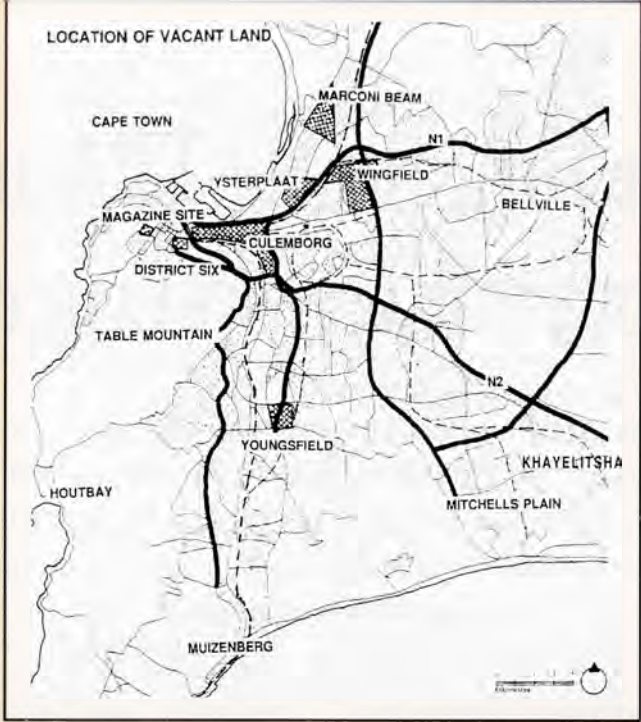 LOCATION OF VACANT LAND
MARCONI BEAM
CAPE TOWN
N1
YSTERPLAAT
WINGFIELD
BELLVILLE
MAGAZINE SITE
CULEMBORG
DISTRICT SIX
TABLE MOUNTAIN
N2
YOUNGSFIELD
KHAYELITSHA
HOUTBAY
MITCHELLS PLAIN
MUIZENBERG